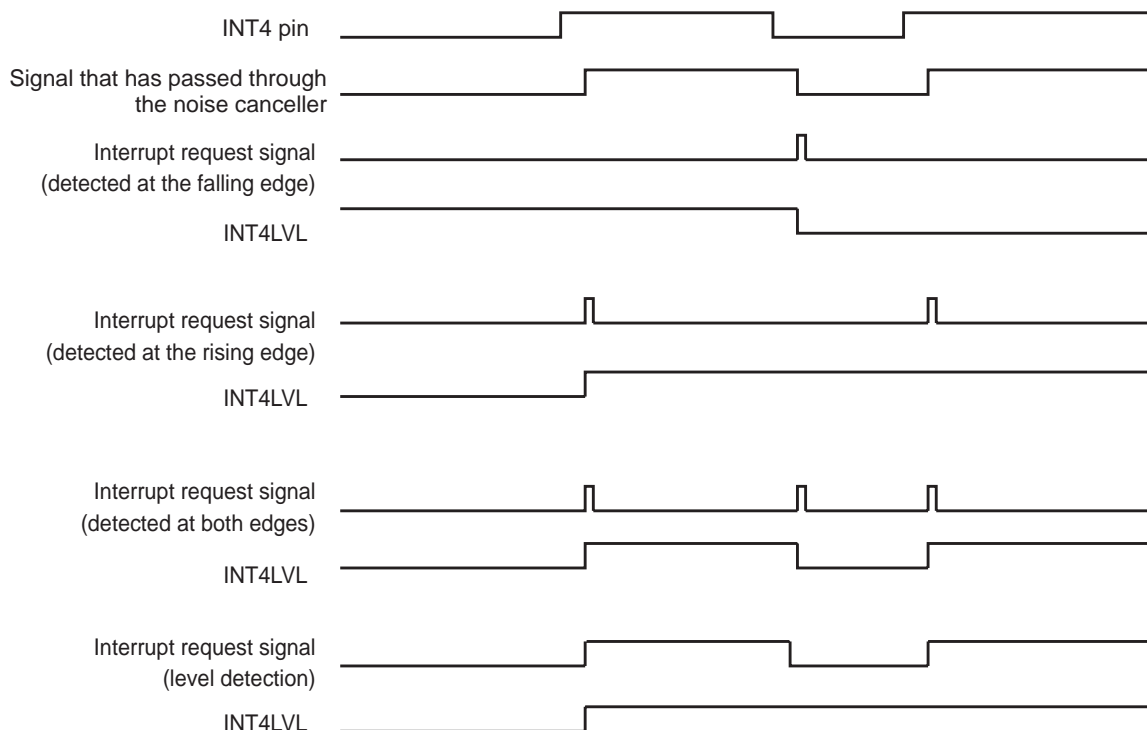 INT4 pin
Signal that has passed through
the noise canceller
Interrupt request signal
(detected at the falling edge)
INT4LVL
Interrupt request signal
(detected at the rising edge)
INT4LVL
Interrupt request signal
(detected at both edges)
INT4LVL
Interrupt request signal
(level detection)
INT4LVL